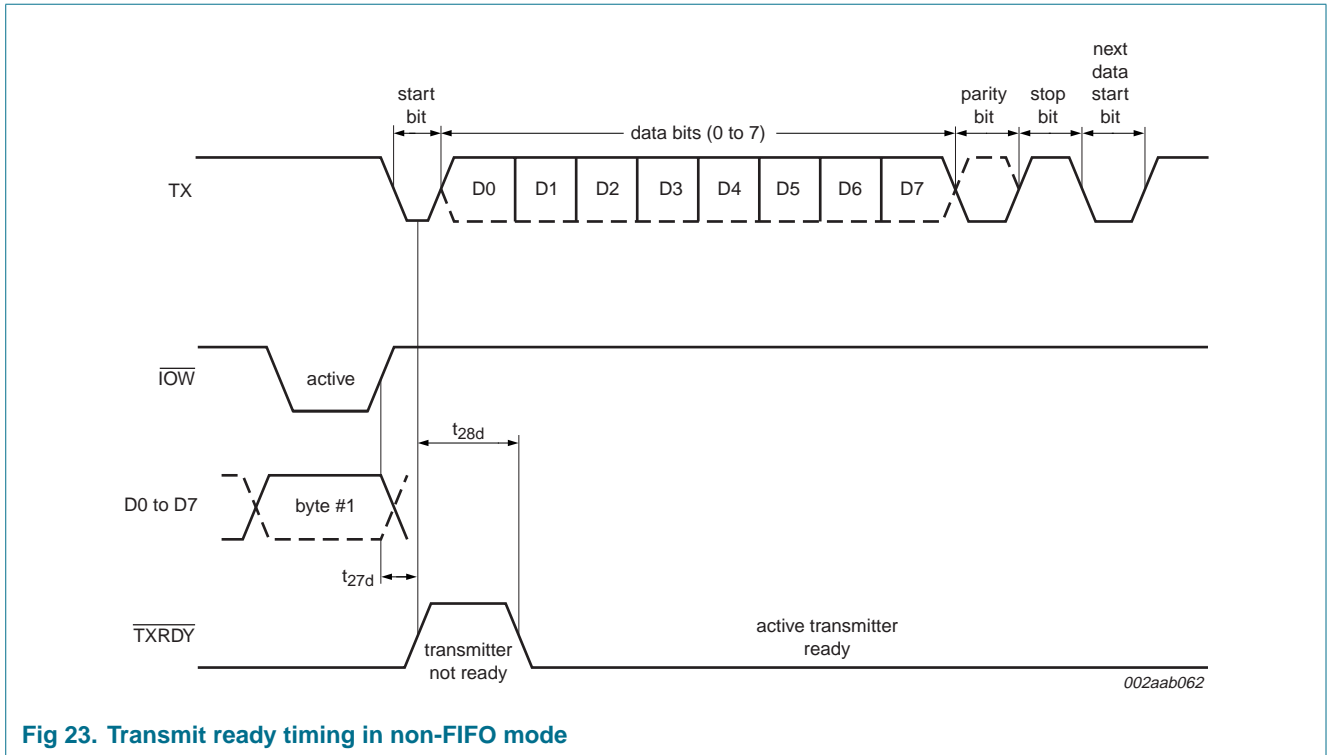 next
data
start
bit
start
bit
parity
bit
stop
bit
data bits (0 to 7)
TX
D0 D1 D2 D3 D4 D5 D6 D7
IOW
active
t28d
D0 to D7
byte #1
t27d
TXRDY
transmitter
not ready
active transmitter
ready
002aab062
Fig 23. Transmit ready timing in non-FIFO mode